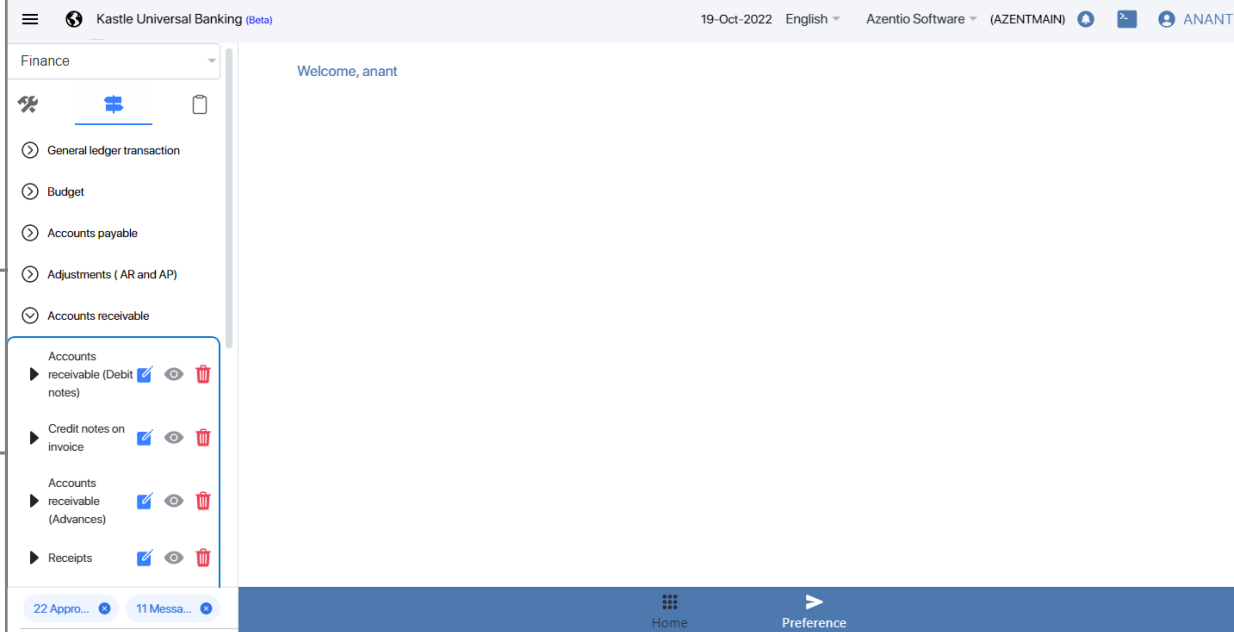 Kastle Universal Banking (Beta)
19-Oct-2022 English Azentio Software (AZENTMAIN) ANANT
Finance
Welcome, anant
General ledger transaction
Budget
Accounts payable
Adjustments ( AR and AP)
Accounts receivable
Accounts
receivable (Debit
notes)
Credit notes on
invoice
Accounts
receivable
(Advances)
Receipts
22 Appro...
11 Messa...
Home
Preference